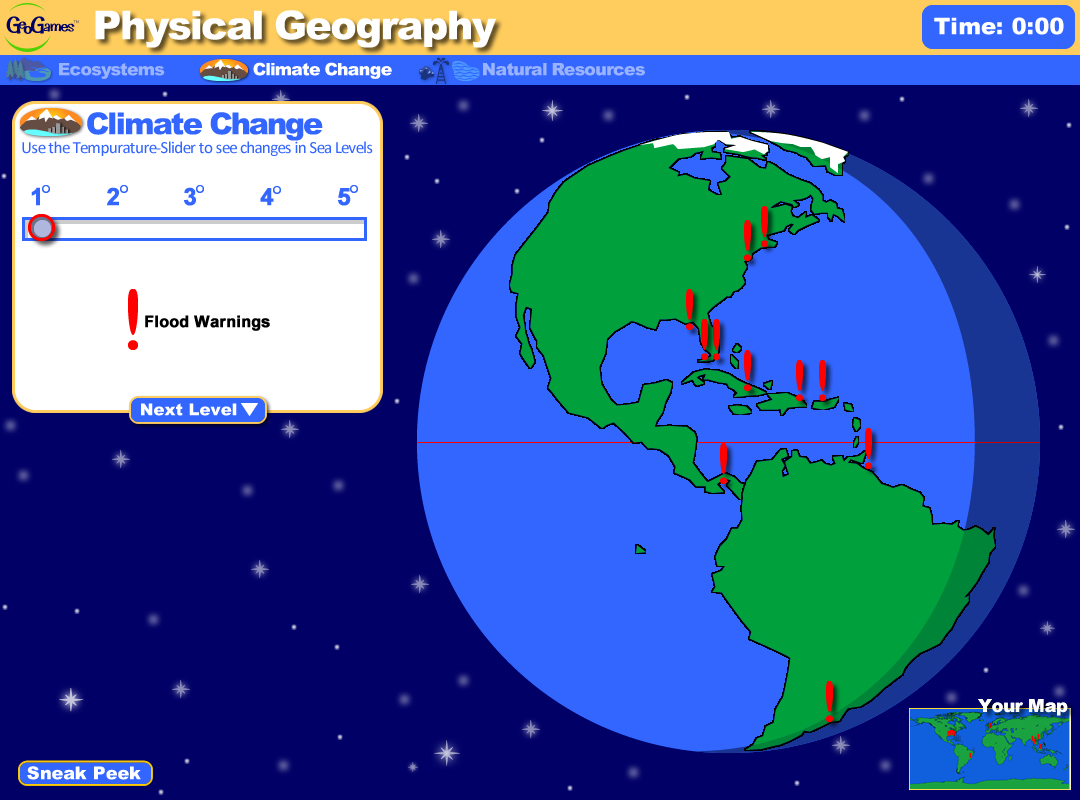 GeoGames™
Physical Geography
Time: 0:00
Ecosystems
Climate Change
Natural Resources
Climate Change
Use the Tempurature-Slider to see changes in Sea Levels
1° 2° 3° 4° 5°
! Flood Warnings
Next Level ▼
Your Map
Sneak Peek